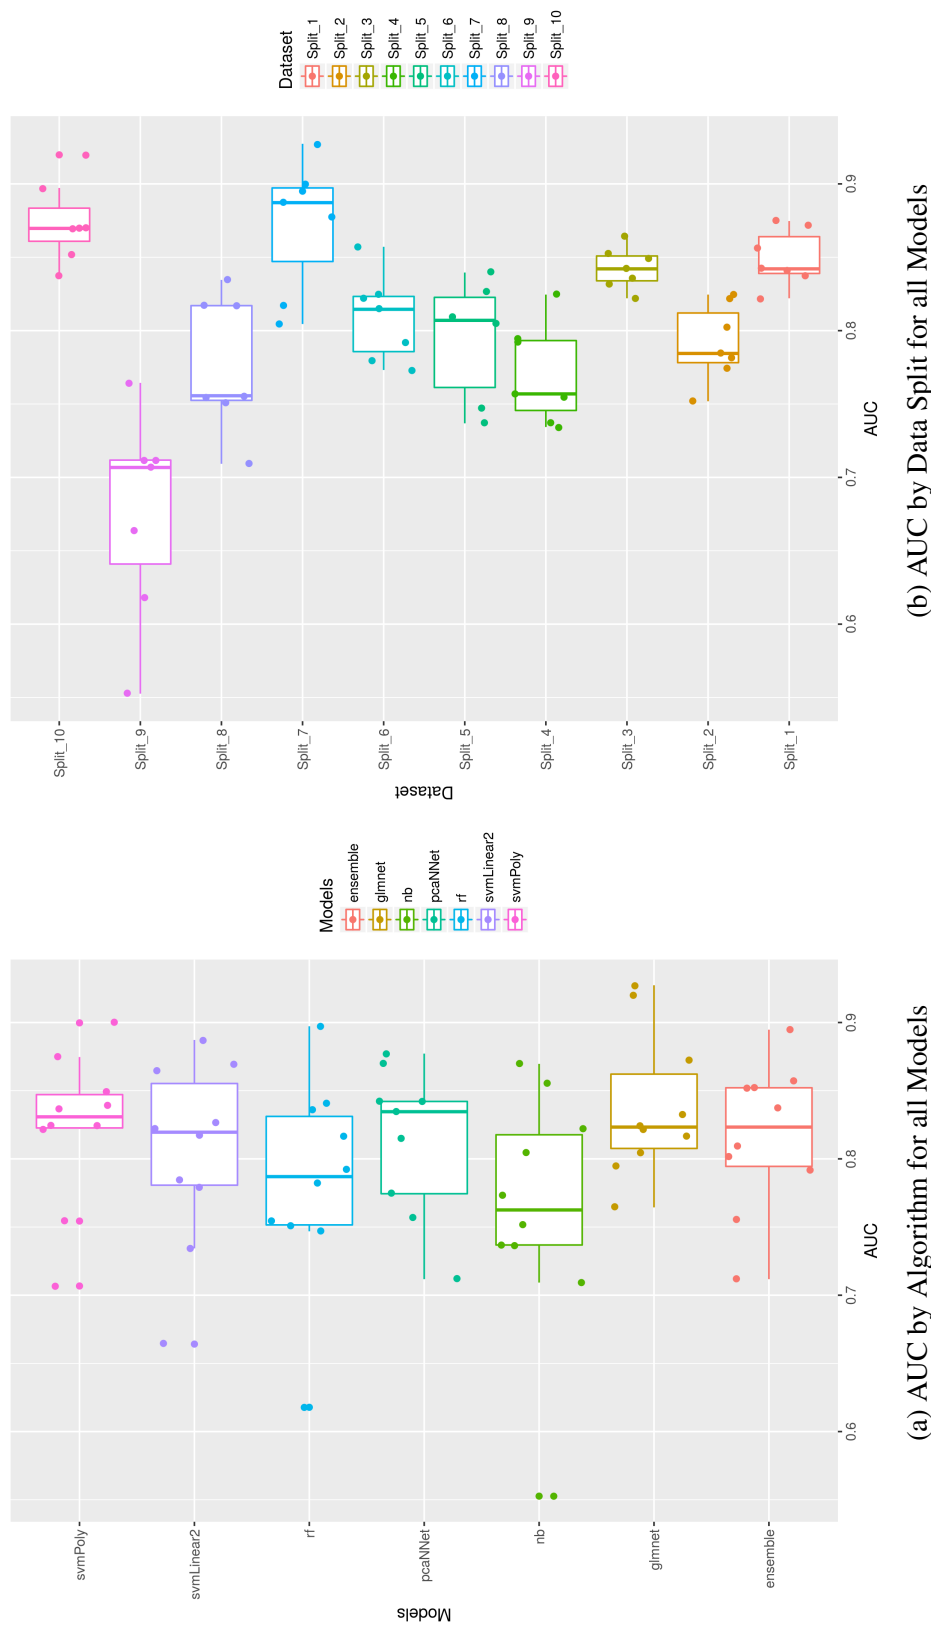 Models
svmPoly
svmLinear2
rf
pcaNNet
nb
glmnet
ensemble
0.6
0.7
0.8
0.9
AUC
Models
ensemble
glmnet
nb
pcaNNet
rf
svmLinear2
svmPoly
(a) AUC by Algorithm for all Models
Dataset
Split_10
Split_9
Split_8
Split_7
Split_6
Split_5
Split_4
Split_3
Split_2
Split_1
0.6
0.7
0.8
0.9
AUC
Dataset
Split_1
Split_2
Split_3
Split_4
Split_5
Split_6
Split_7
Split_8
Split_9
Split_10
(b) AUC by Data Split for all Models